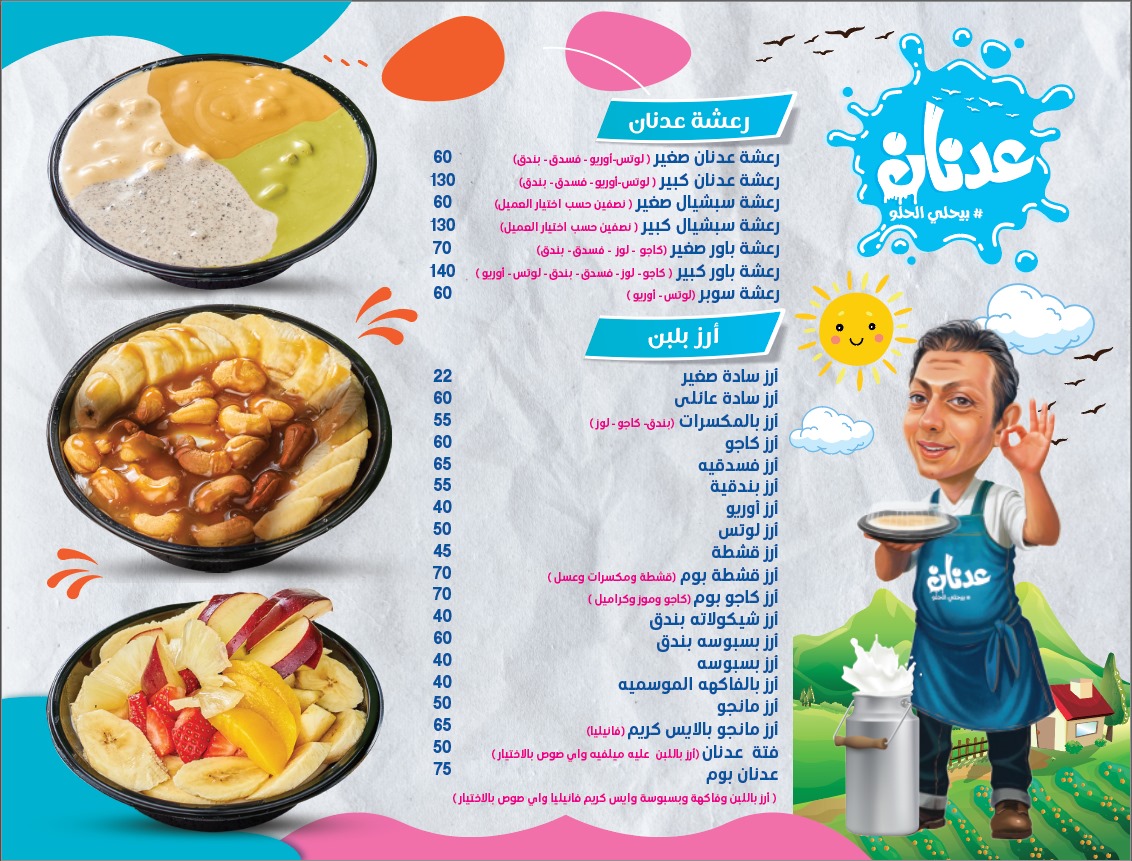 عدنان
# بيحلي الحلو
رعشة عدنان
رعشة عدنان صغير ( لوتس-أوريو - فسدق - بندق) 60
رعشة عدنان كبير ( لوتس-أوريو - فسدق - بندق) 130
رعشة سبشيال صغير ( نصفين حسب اختيار العميل) 60
رعشة سبشيال كبير ( نصفين حسب اختيار العميل) 130
رعشة باور صغير (كاجو - لوز - فسدق- بندق) 70
رعشة باور كبير ( كاجو- لوز - فسدق - بندق - لوتس - أوريو ) 140
رعشة سوبر (لوتس - أوريو ) 60
أرز بلبن
أرز سادة صغير 22
أرز سادة عائلى 60
أرز بالمكسرات (بندق- كاجو - لوز ) 55
أرز كاجو 60
أرز فسدقيه 65
أرز بندقية 55
أرز أوريو 40
أرز لوتس 50
أرز قشطة 45
أرز قشطة بوم (قشطة ومكسرات وعسل ) 70
أرز كاجو بوم (كاجو وموز وكراميل ) 70
أرز شيكولاته بندق 40
أرز بسبوسه بندق 60
أرز بسبوسه 40
أرز بالفاكهه الموسميه 40
أرز مانجو 50
أرز مانجو بالايس كريم (فانيليا) 65
فتة عدنان (أرز باللبن عليه ميلفيه واي صوص بالاختيار ) 50
عدنان بوم 75
( أرز باللبن وفاكهة وبسبوسة وايس كريم فانيليا واي صوص بالاختيار )
عدنان
# بيحلي الحلو